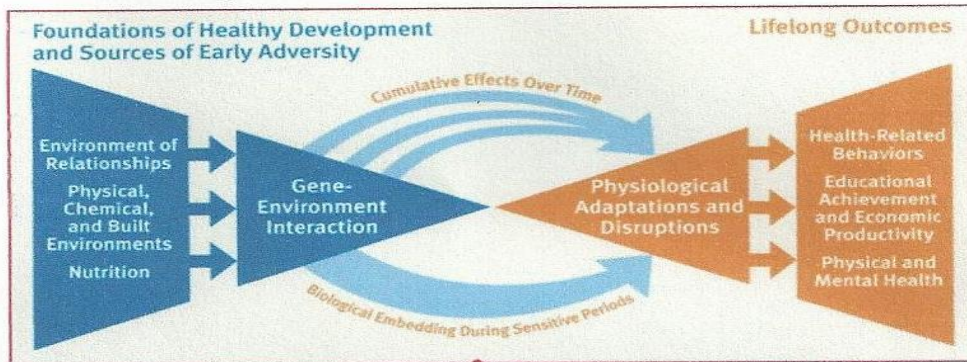 Foundations of Healthy Development
and Sources of Early Adversity
Lifelong Outcomes
Cumulative Effects Over Time
Environment of
Relationships
Physical,
Chemical,
and Built
Environments
Nutrition
Gene-
Environment
Interaction
Physiological
Adaptations and
Disruptions
Health-Related
Behaviors
Educational
Achievement
and Economic
Productivity
Physical and
Mental Health
Biological Embedding During Sensitive Periods